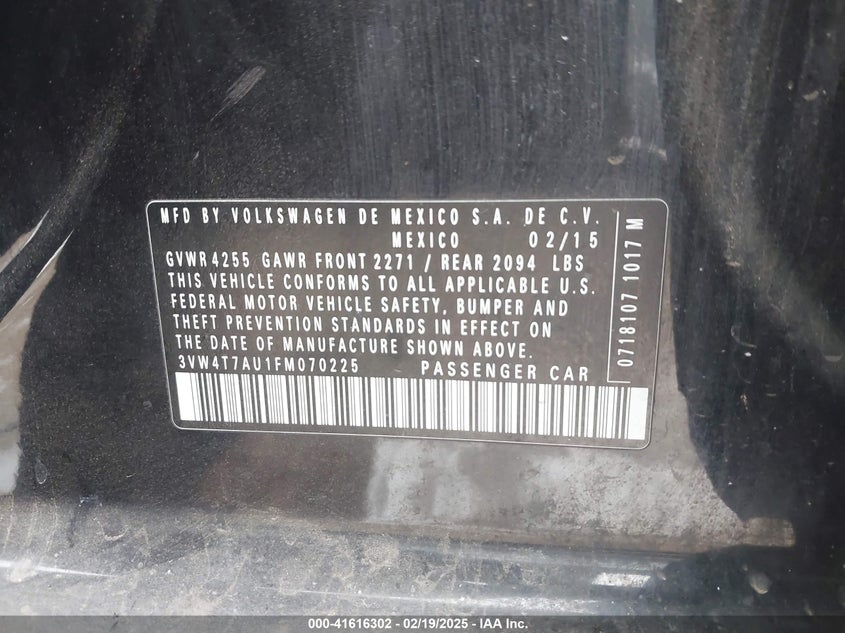 MFD BY VOLKSWAGEN DE MEXICO S.A. DE C.V.
MEXICO 02/15
GVWR 4255 GAWR FRONT 2271 / REAR 2094 LBS
THIS VEHICLE CONFORMS TO ALL APPLICABLE U.S.
FEDERAL MOTOR VEHICLE SAFETY, BUMPER AND
THEFT PREVENTION STANDARDS IN EFFECT ON
THE DATE OF MANUFACTURE SHOWN ABOVE.
3VW4T7AU1FM070225 PASSENGER CAR
0718107 1017 M
000-41616302 - 02/19/2025 - IAA Inc.